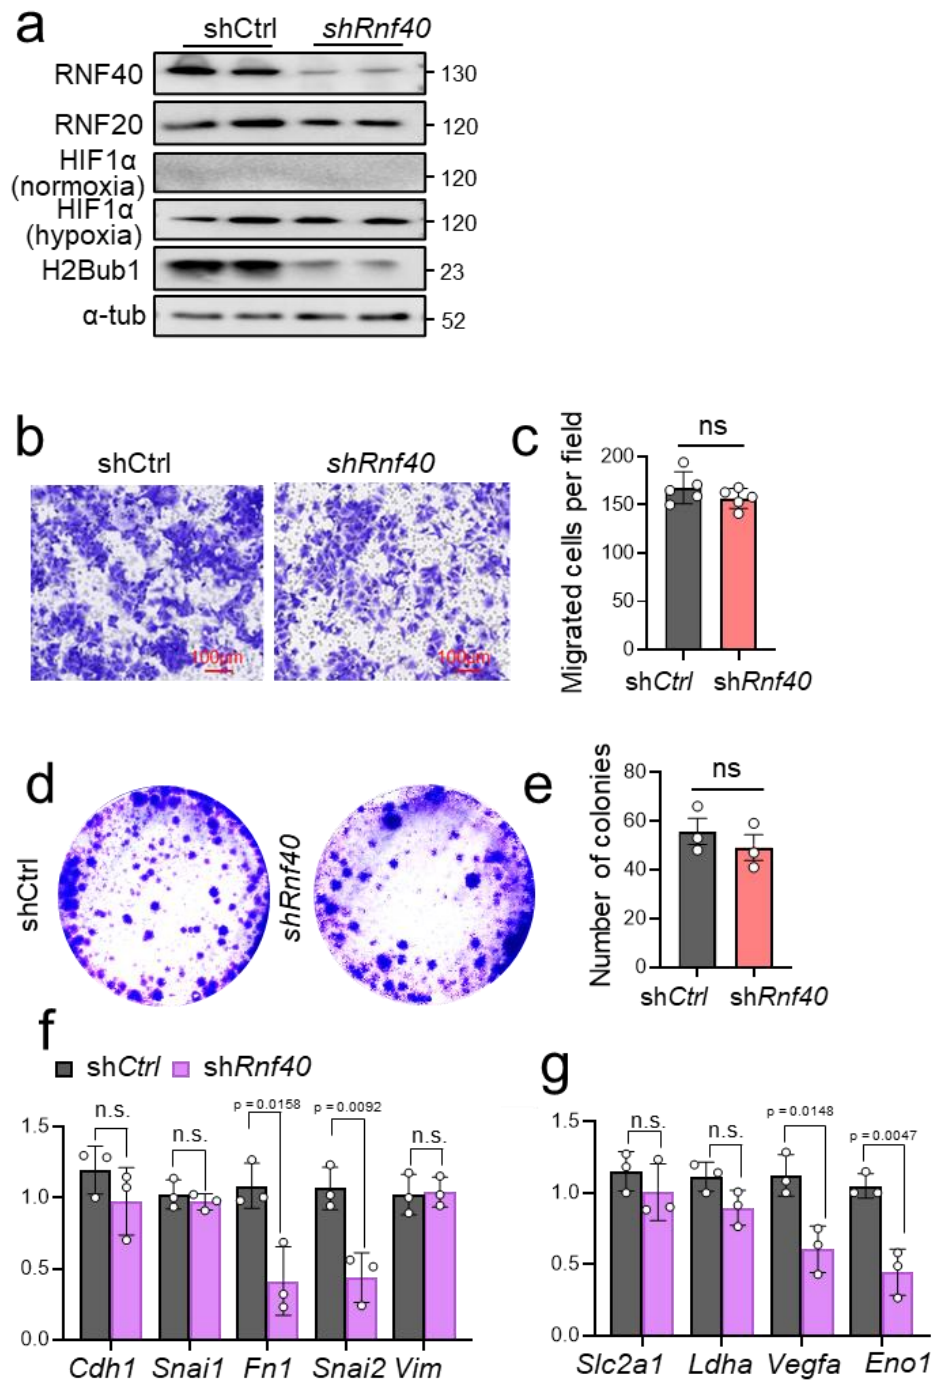 a
shCtrl shRnf40
RNF40 130
RNF20 120
HIF1α
(normoxia) 120
HIF1α
(hypoxia) 120
H2Bub1 23
α-tub 52
b
shCtrl shRnf40
100µm 100µm
c
ns
Migrated cells per field
200
150
100
50
0
shCtrl shRnf40
d
shCtrl
shRnf40
e
ns
Number of colonies
80
60
40
20
0
shCtrl shRnf40
f
shCtrl shRnf40
n.s. n.s. p = 0.0158 p = 0.0092 n.s.
1.5
1.0
0.5
0.0
Cdh1 Snai1 Fn1 Snai2 Vim
g
n.s. n.s. p = 0.0148 p = 0.0047
1.5
1.0
0.5
0.0
Slc2a1 Ldha Vegfa Eno1